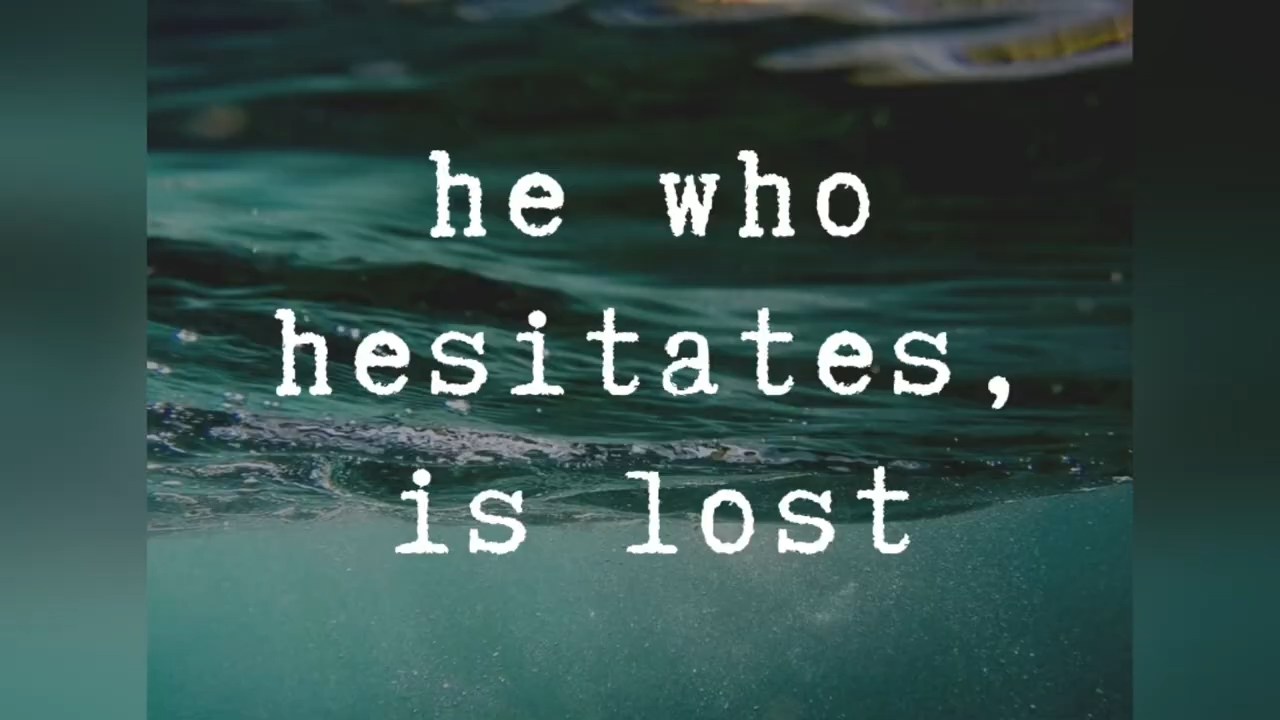 he who
hesitates,
is lost